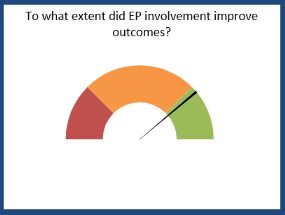 To what extent did EP involvement improve
outcomes?